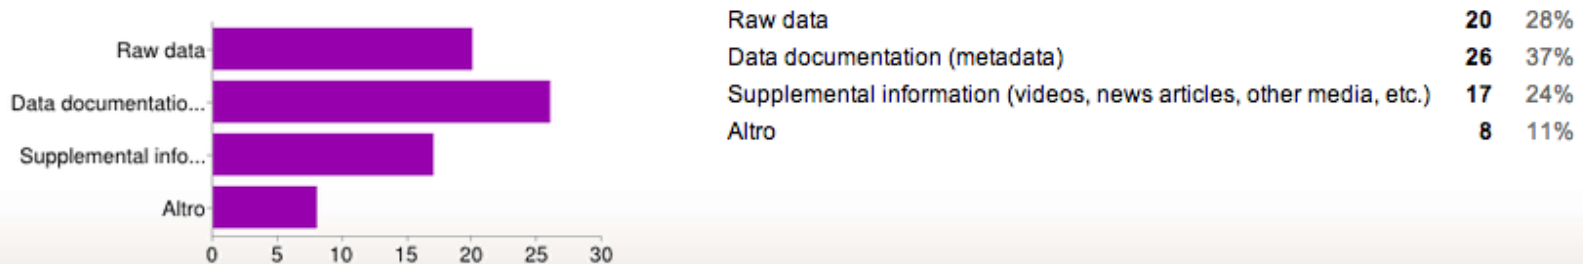 Raw data
Data documentatio...
Supplemental info...
Altro
0 5 10 15 20 25 30
Raw data 20 28%
Data documentation (metadata) 26 37%
Supplemental information (videos, news articles, other media, etc.) 17 24%
Altro 8 11%